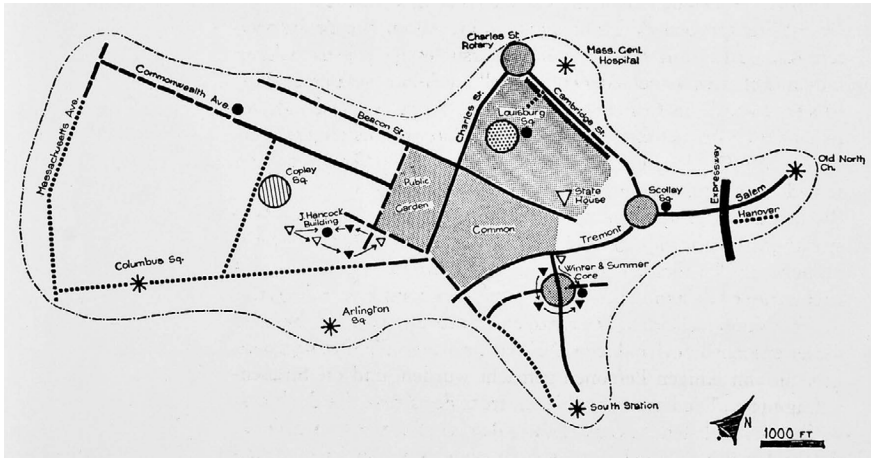 Charles St.
Rotary
Mass. Genl.
Hospital
Commonwealth Ave.
Massachusetts Ave.
Beacon St.
Charles St.
Cambridge St.
Louisburg
Sq.
Copley
Sq.
Public
Garden
State
House
Scollay
Sq.
Expressway
Salem
Hanover
Old North
Ch.
J. Hancock
Building
Common
Tremont
Winter & Summer
Core
Columbus Sq.
Arlington
Sq
South Station
N
1000 FT